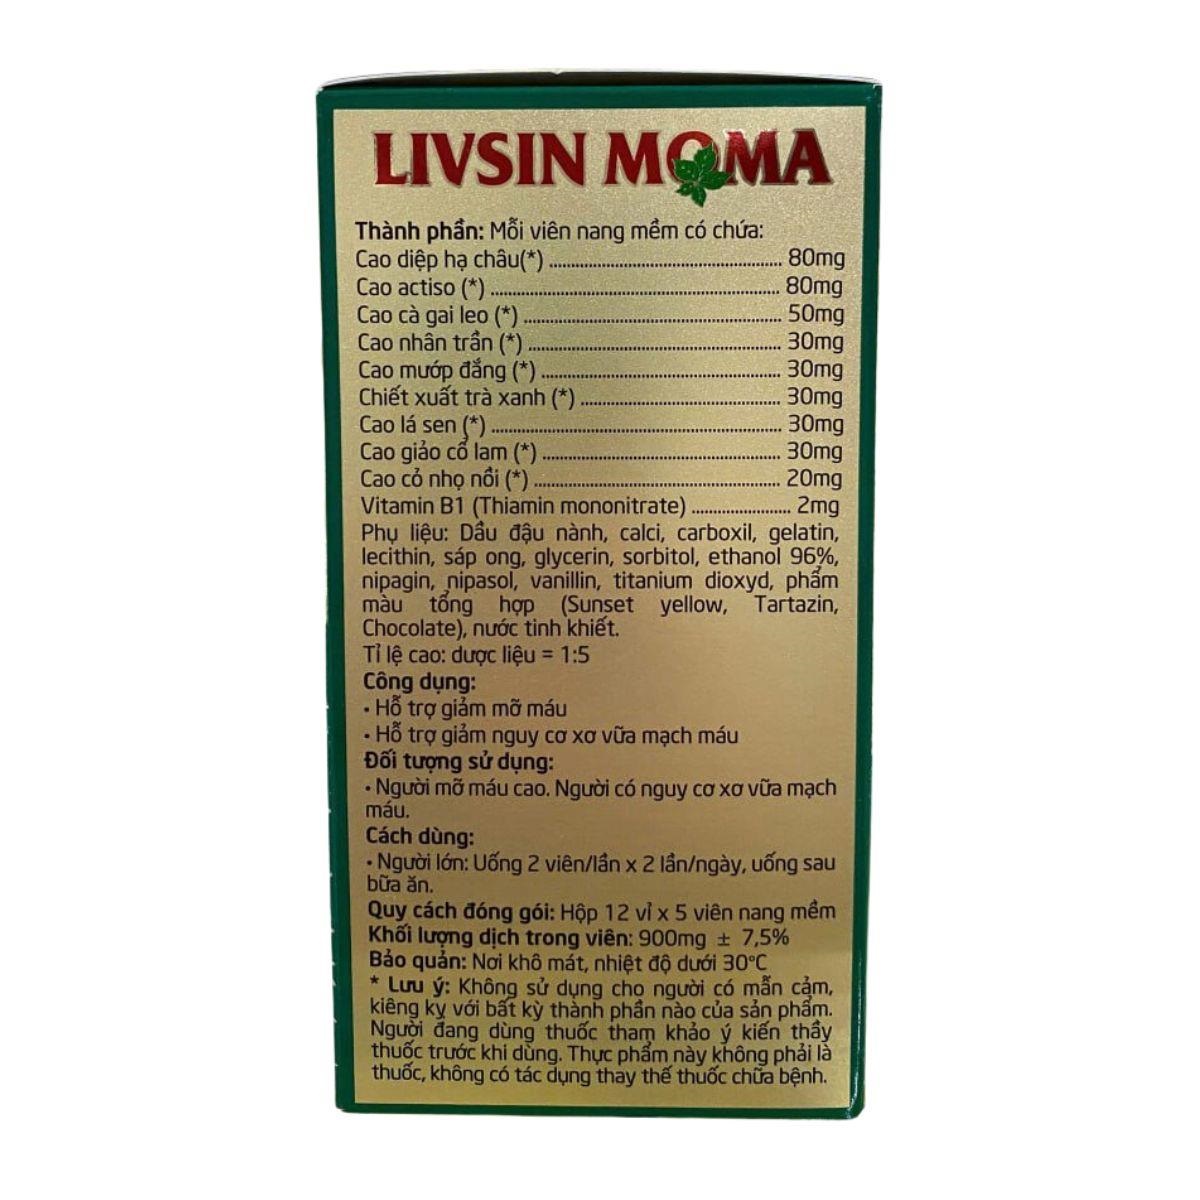 LIVSIN MOMA
Thành phần: Mỗi viên nang mềm có chứa:
Cao diệp hạ châu(*) ........................................ 80mg
Cao actiso (*) ........................................ 80mg
Cao cà gai leo (*) ........................................ 50mg
Cao nhân trần (*) ........................................ 30mg
Cao mướp đắng (*) ........................................ 30mg
Chiết xuất trà xanh (*) ........................................ 30mg
Cao lá sen (*) ........................................ 30mg
Cao giảo cổ lam (*) ........................................ 30mg
Cao cỏ nhọ nồi (*) ........................................ 20mg
Vitamin B1 (Thiamin mononitrate) ....................... 2mg
Phụ liệu: Dầu đậu nành, calci, carboxil, gelatin,
lecithin, sáp ong, glycerin, sorbitol, ethanol 96%,
nipagin, nipasol, vanillin, titanium dioxyd, phẩm
màu tổng hợp (Sunset yellow, Tartazin,
Chocolate), nước tinh khiết.
Tỉ lệ cao: dược liệu = 1:5
Công dụng:
• Hỗ trợ giảm mỡ máu
• Hỗ trợ giảm nguy cơ xơ vữa mạch máu
Đối tượng sử dụng:
• Người mỡ máu cao. Người có nguy cơ xơ vữa mạch
máu.
Cách dùng:
• Người lớn: Uống 2 viên/lần x 2 lần/ngày, uống sau
bữa ăn.
Quy cách đóng gói: Hộp 12 vỉ x 5 viên nang mềm
Khối lượng dịch trong viên: 900mg ± 7,5%
Bảo quản: Nơi khô mát, nhiệt độ dưới 30°C
* Lưu ý: Không sử dụng cho người có mẫn cảm,
kiêng kỵ với bất kỳ thành phần nào của sản phẩm.
Người đang dùng thuốc tham khảo ý kiến thầy
thuốc trước khi dùng. Thực phẩm này không phải là
thuốc, không có tác dụng thay thế thuốc chữa bệnh.